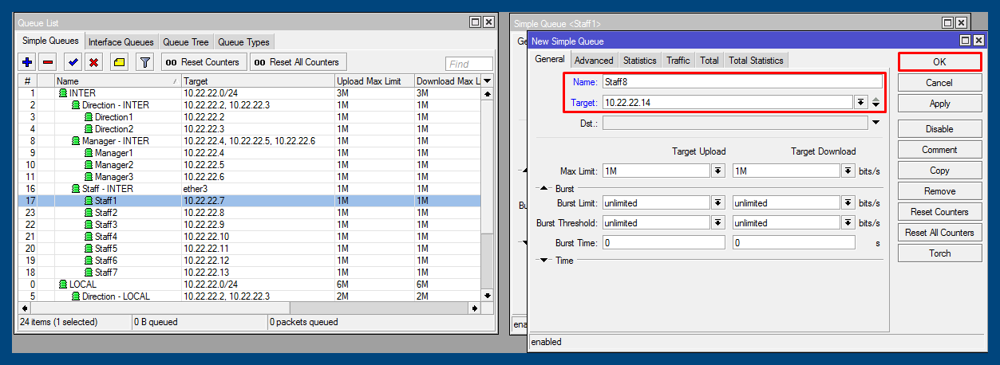 Queue List
Simple Queues Interface Queues Queue Tree Queue Types
00 Reset Counters 00 Reset All Counters Find
# Name / Target Upload Max Limit Download Max L
1 INTER 10.22.22.0/24 3M 3M
2 Direction - INTER 10.22.22.2, 10.22.22.3 1M 1M
3 Direction1 10.22.22.2 1M 1M
4 Direction2 10.22.22.3 1M 1M
8 Manager - INTER 10.22.22.4, 10.22.22.5, 10.22.22.6 1M 1M
9 Manager1 10.22.22.4 1M 1M
10 Manager2 10.22.22.5 1M 1M
11 Manager3 10.22.22.6 1M 1M
16 Staff - INTER ether3 1M 1M
17 Staff1 10.22.22.7 1M 1M
23 Staff2 10.22.22.8 1M 1M
22 Staff3 10.22.22.9 1M 1M
21 Staff4 10.22.22.10 1M 1M
20 Staff5 10.22.22.11 1M 1M
19 Staff6 10.22.22.12 1M 1M
18 Staff7 10.22.22.13 1M 1M
0 LOCAL 10.22.22.0/24 6M 6M
5 Direction - LOCAL 10.22.22.2, 10.22.22.3 2M 2M
24 items (1 selected) 0 B queued 0 packets queued
Simple Queue <Staff1>
New Simple Queue
General Advanced Statistics Traffic Total Total Statistics
Name: Staff8
Target: 10.22.22.14
Dst.:
Target Upload Target Download
Max Limit: 1M 1M bits/s
Burst
Burst Limit: unlimited unlimited bits/s
Burst Threshold: unlimited unlimited bits/s
Burst Time: 0 0 s
Time
OK
Cancel
Apply
Disable
Comment
Copy
Remove
Reset Counters
Reset All Counters
Torch
enabled